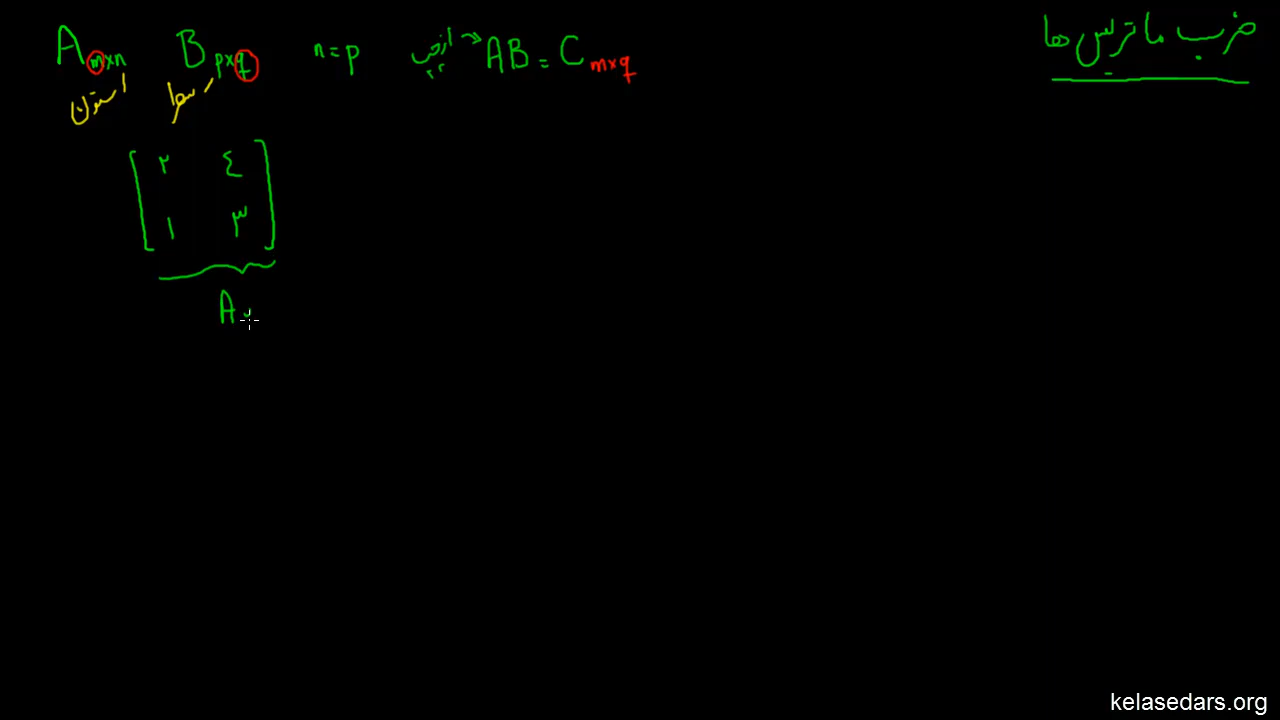 ضرب ماتریس ها
A m×n B p×q n=p AB = C m×q
ستون سطر
۲ ٤
۱ ۳
A
kelasedars.org